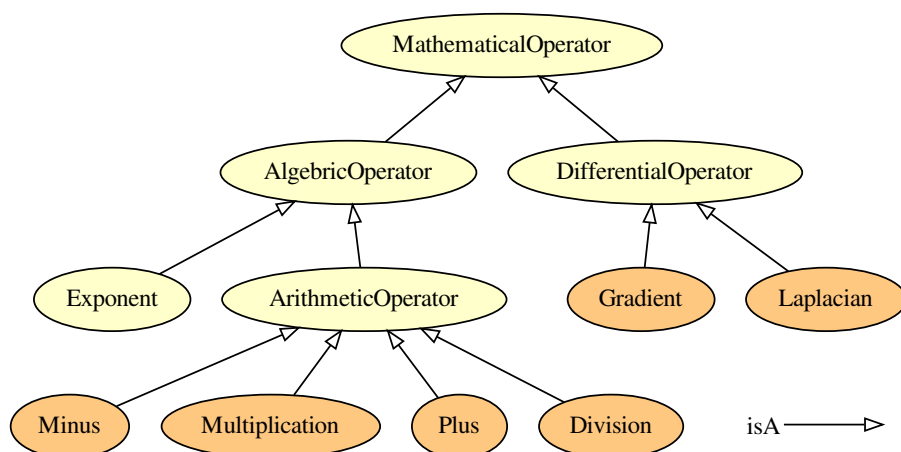 MathematicalOperator
AlgebricOperator
DifferentialOperator
Exponent
ArithmeticOperator
Gradient
Laplacian
Minus
Multiplication
Plus
Division
isA